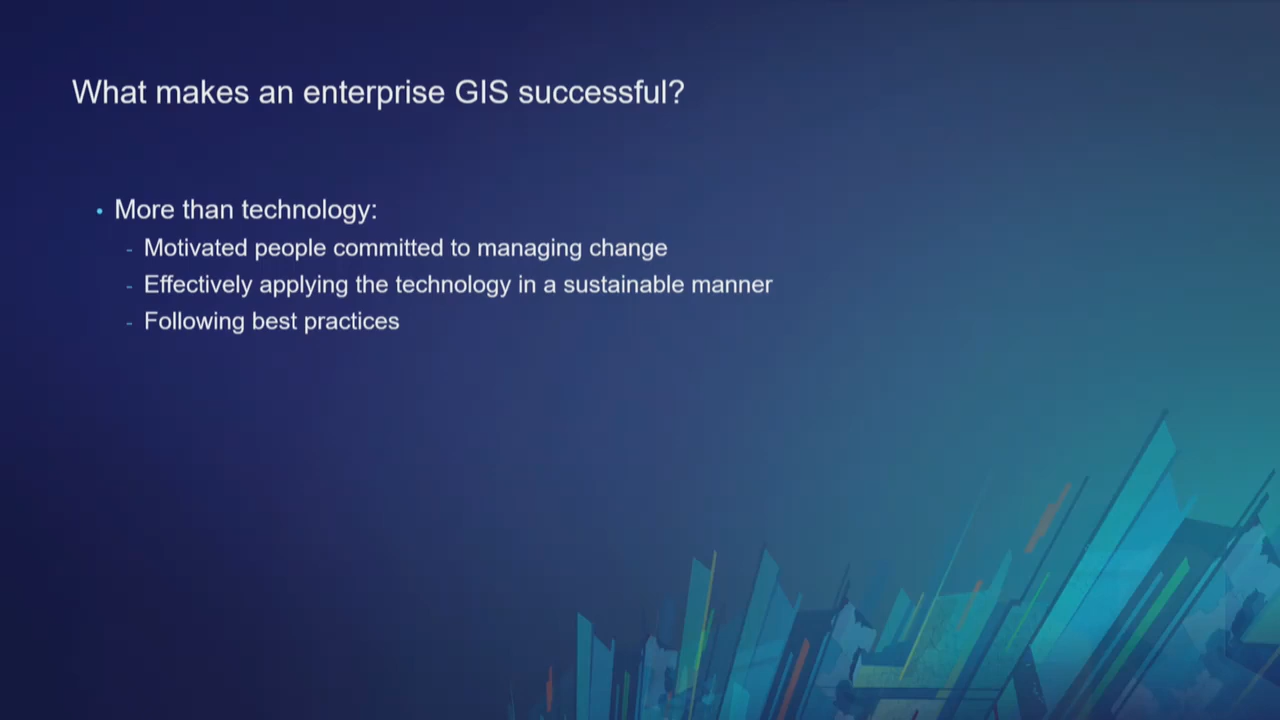 What makes an enterprise GIS successful?
• More than technology:
- Motivated people committed to managing change
- Effectively applying the technology in a sustainable manner
- Following best practices